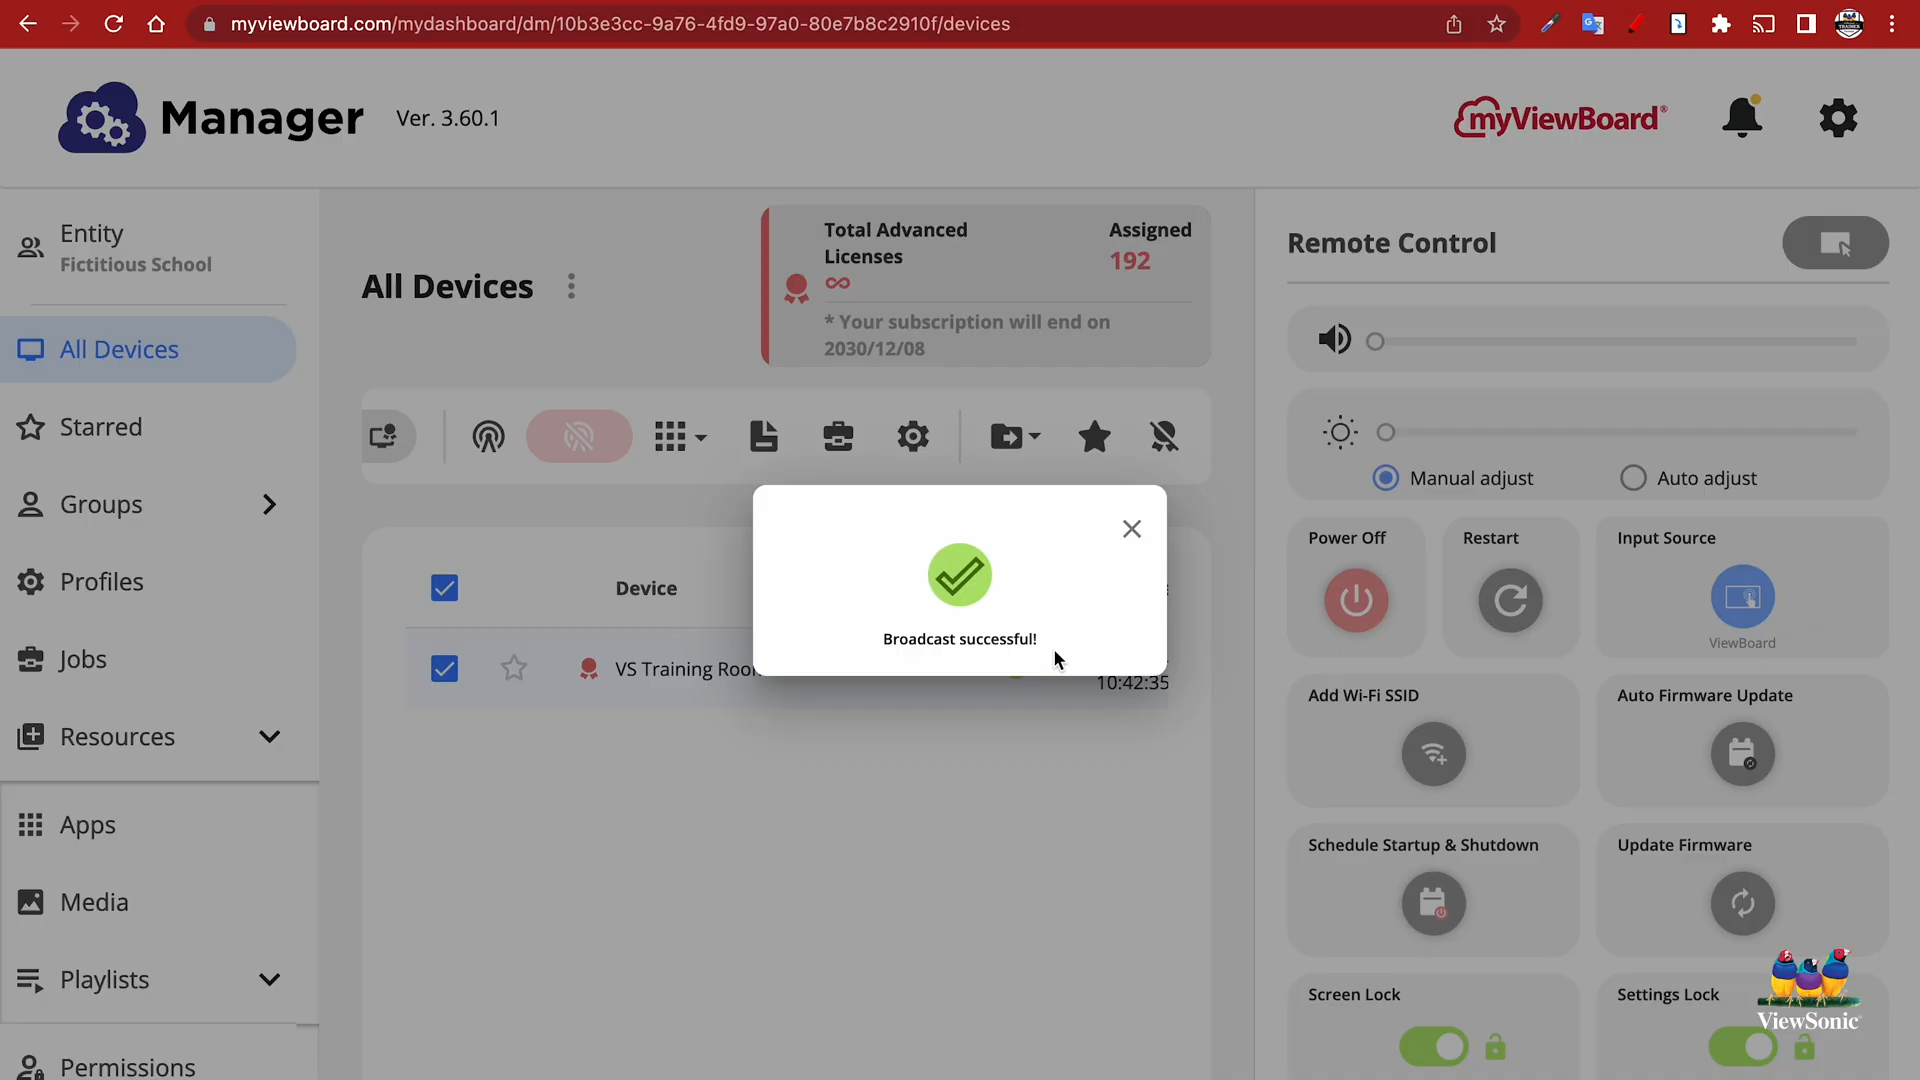 myviewboard.com/mydashboard/dm/10b3e3cc-9a76-4fd9-97a0-80e7b8c2910f/devices
Manager Ver. 3.60.1
myViewBoard®
Entity
Fictitious School
All Devices
Starred
Groups
Profiles
Jobs
Resources
Apps
Media
Playlists
Permissions
All Devices
Total Advanced
Licenses
∞
Assigned
192
* Your subscription will end on
2030/12/08
Device
VS Training Roo
10:42:35
Broadcast successful!
Remote Control
Manual adjust
Auto adjust
Power Off
Restart
Input Source
ViewBoard
Add Wi-Fi SSID
Auto Firmware Update
Schedule Startup & Shutdown
Update Firmware
Screen Lock
Settings Lock
ViewSonic